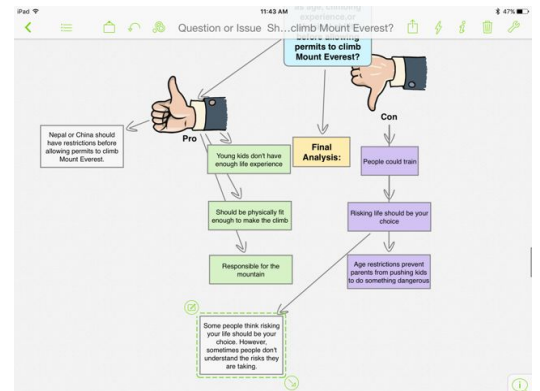 iPad
11:43 AM
47%
Question or Issue Sh...climb Mount Everest?
experience,or
before allowing
permits to climb
Mount Everest?
Pro
Con
Nepal or China should
have restrictions before
allowing permits to climb
Mount Everest.
Young kids don't have
enough life experience
Final
Analysis:
People could train
Should be physically fit
enough to make the climb
Risking life should be your
choice
Responsible for the
mountain
Age restrictions prevent
parents from pushing kids
to do something dangerous
Some people think risking
your life should be your
choice. However,
sometimes people don't
understand the risks they
are taking.